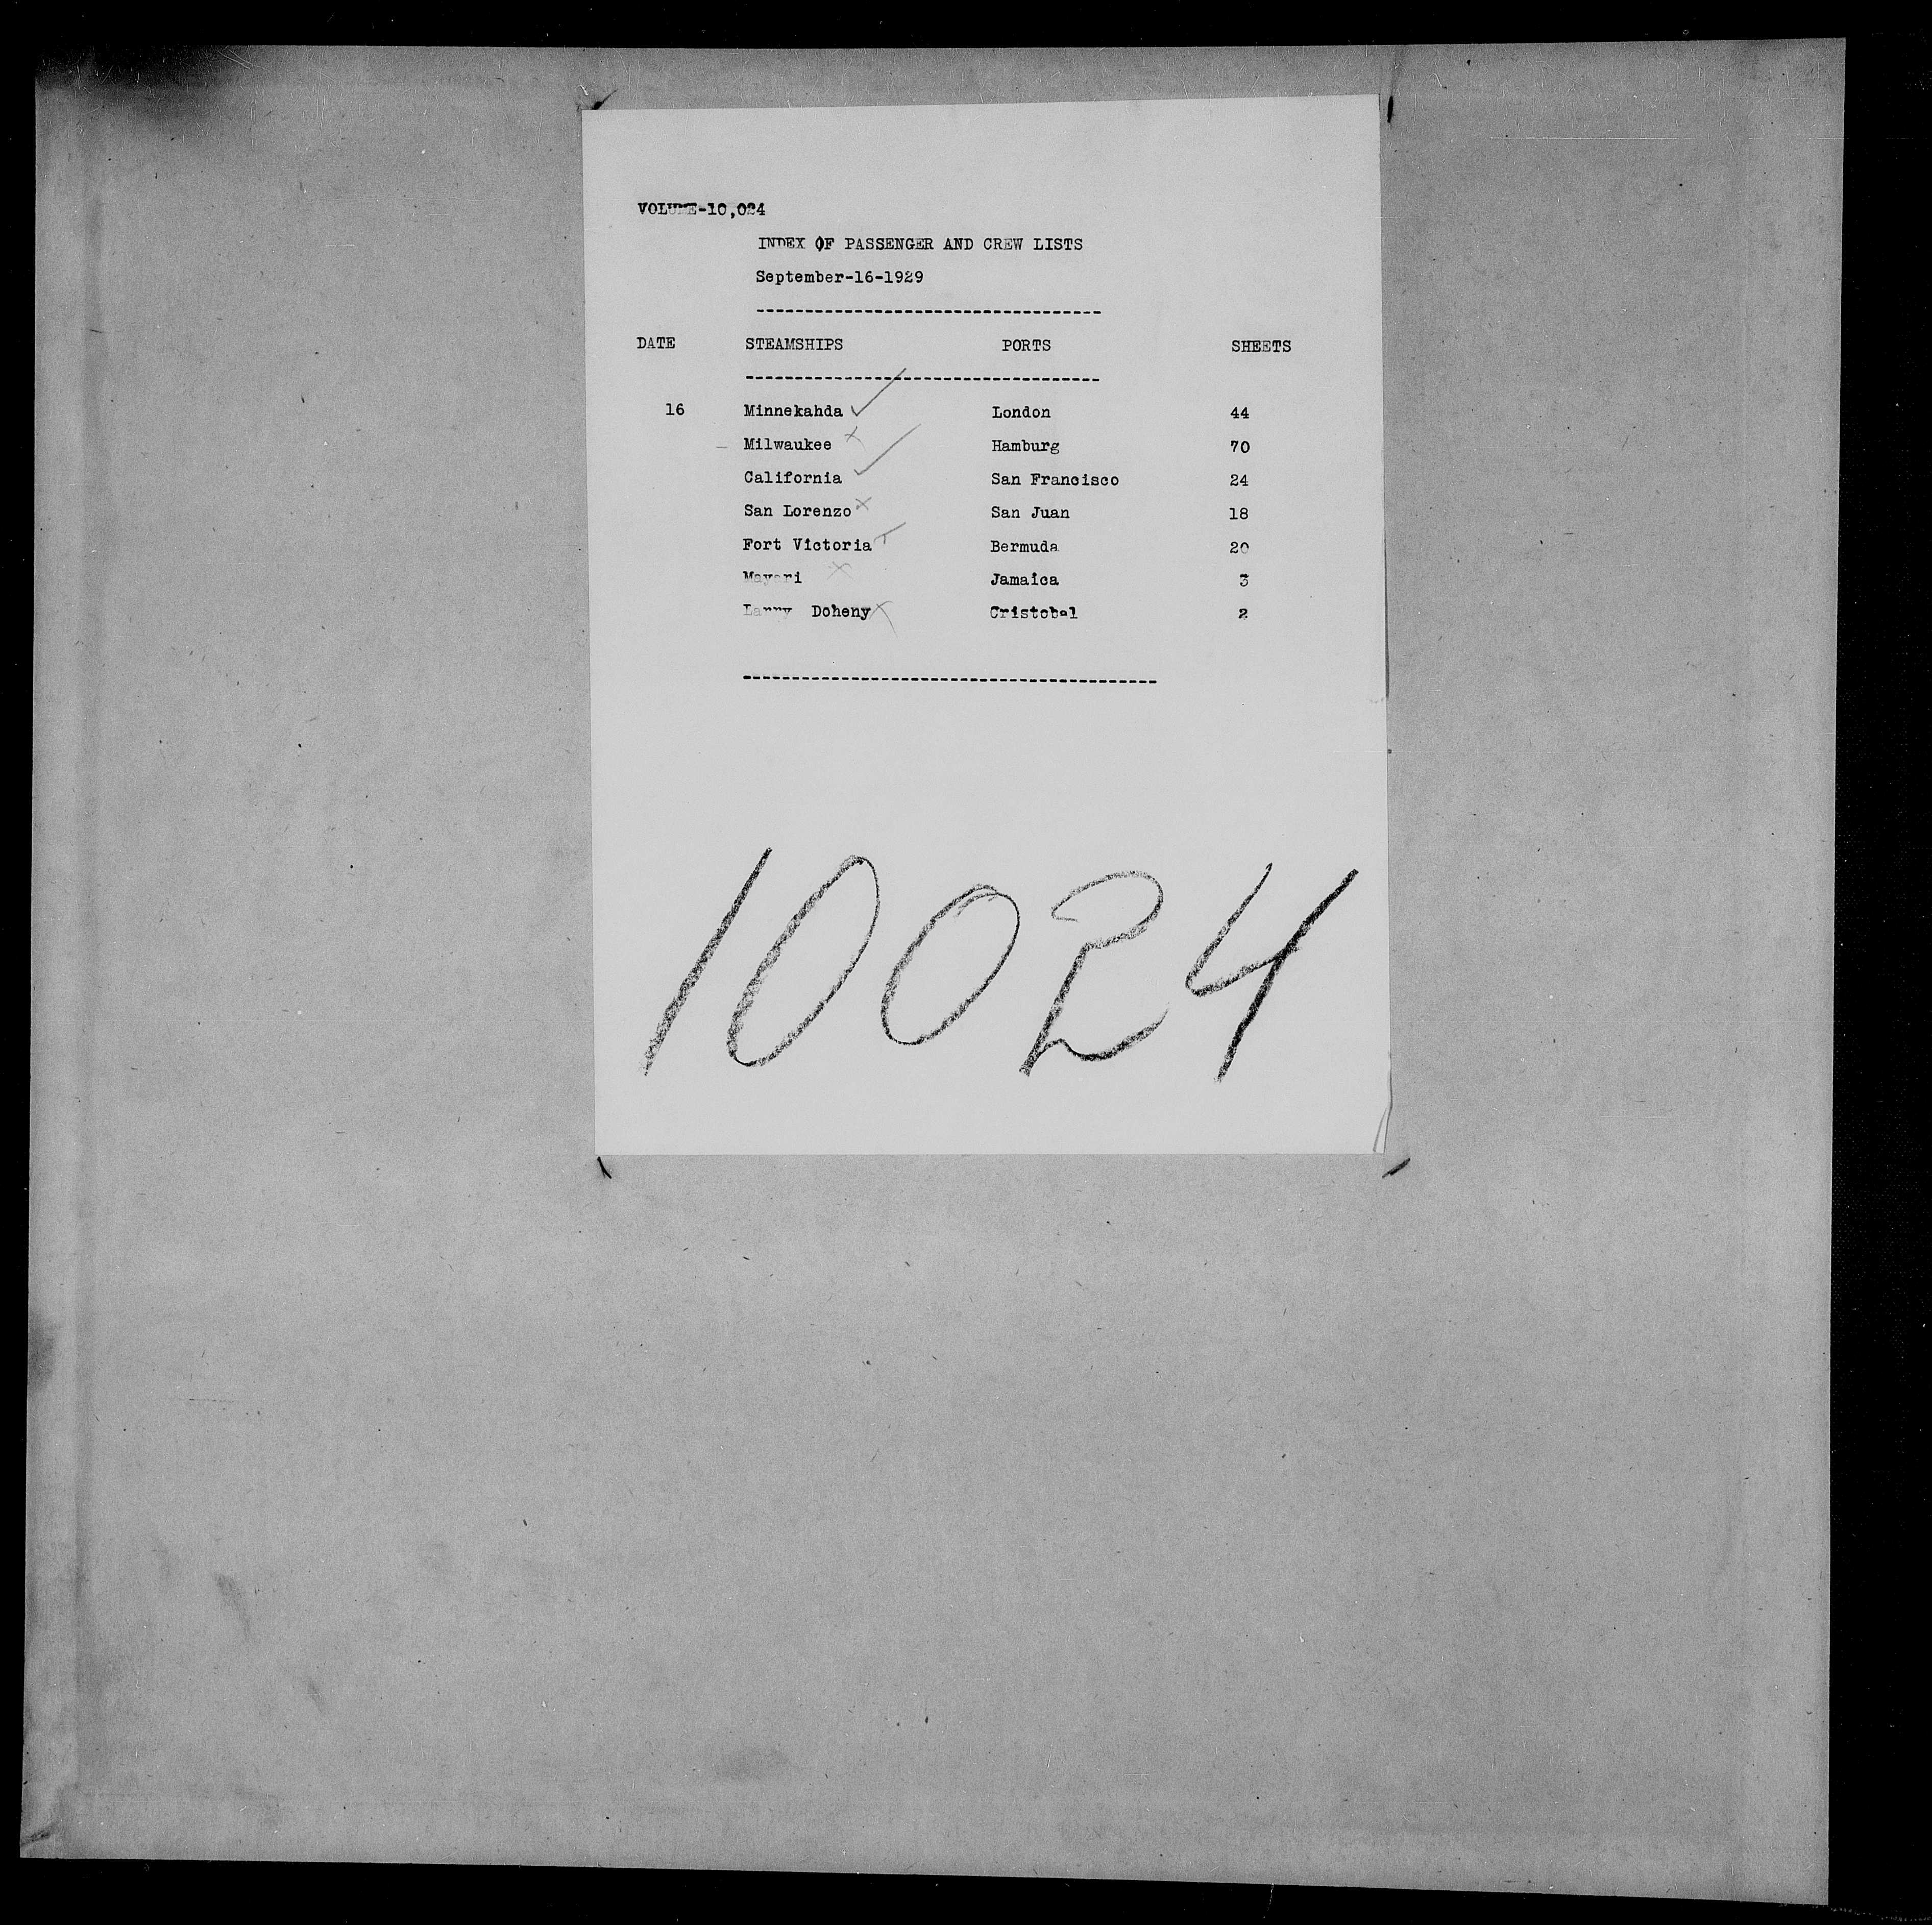 VOLUME-10,024
INDEX OF PASSENGER AND CREW LISTS
September-16-1929
----------------------------------
DATE STEAMSHIPS PORTS SHEETS
-----------------------------------
16 Minnekahda ✓ London 44
- Milwaukee x Hamburg 70
California ✓ San Francisco 24
San Lorenzo x San Juan 18
Fort Victoria Bermuda 20
Mayari x Jamaica 3
Larry Doheny x Cristobal 2
-----------------------------------------
10024